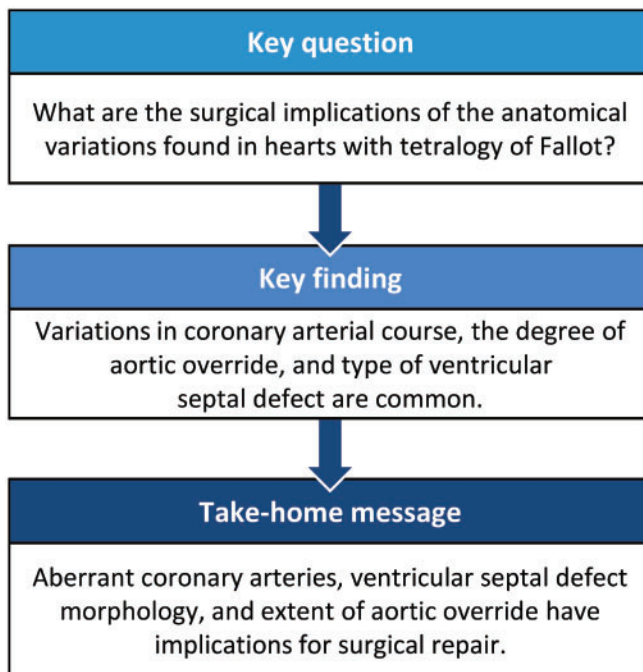 Key question
What are the surgical implications of the anatomical
variations found in hearts with tetralogy of Fallot?
Key finding
Variations in coronary arterial course, the degree of
aortic override, and type of ventricular
septal defect are common.
Take-home message
Aberrant coronary arteries, ventricular septal defect
morphology, and extent of aortic override have
implications for surgical repair.